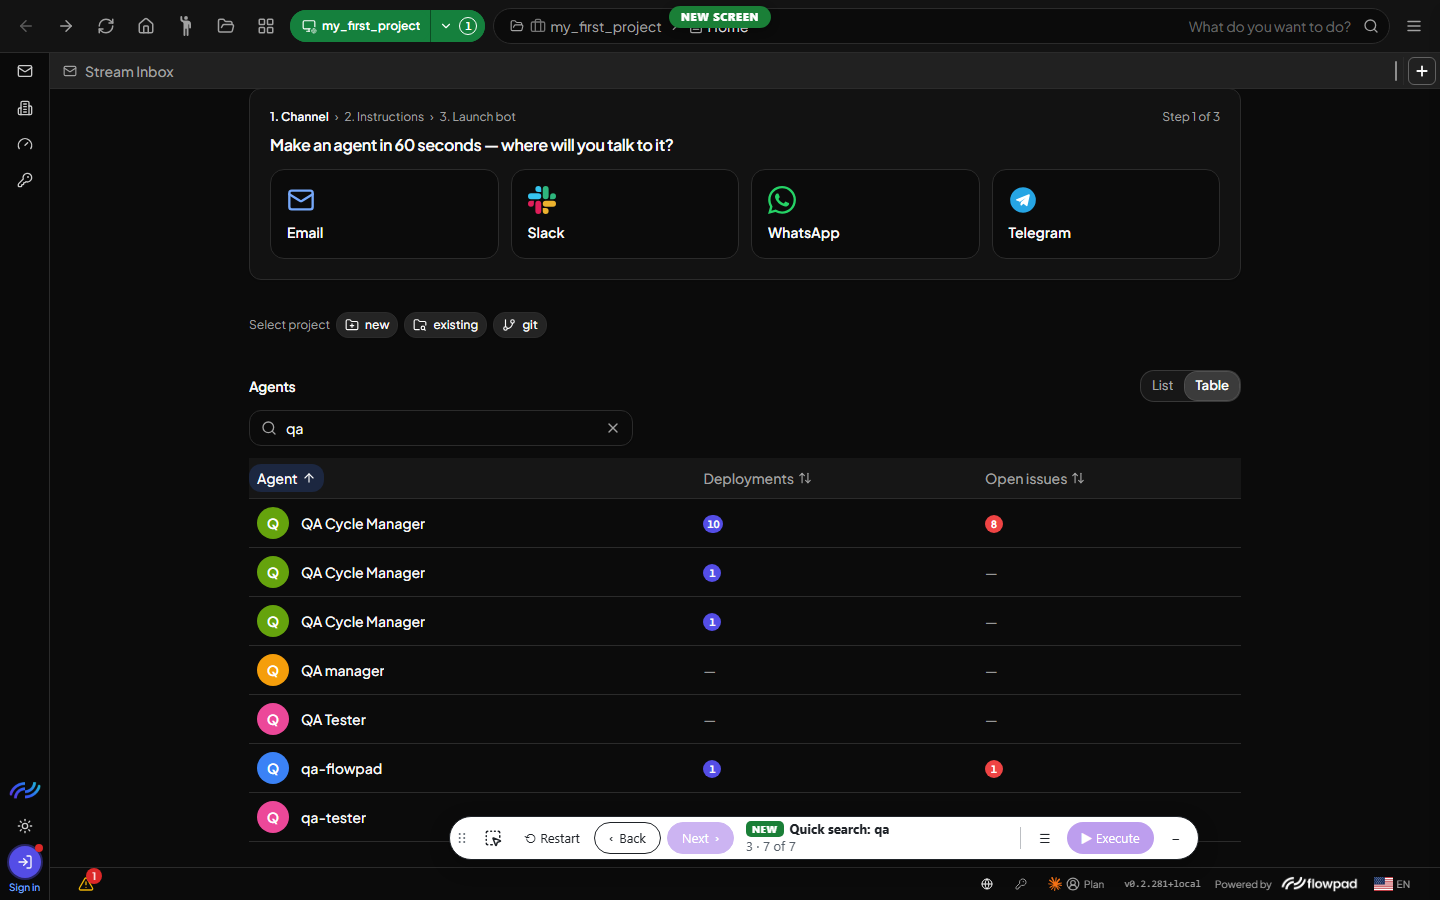 my_first_project
1
my_first_project
NEW SCREEN
Home
What do you want to do?
Stream Inbox
1. Channel › 2. Instructions › 3. Launch bot
Step 1 of 3
Make an agent in 60 seconds — where will you talk to it?
Email
Slack
WhatsApp
Telegram
Select project
new
existing
git
Agents
List
Table
qa
Agent
Deployments
Open issues
Q QA Cycle Manager 10 8
Q QA Cycle Manager 1 —
Q QA Cycle Manager 1 —
Q QA manager — —
Q QA Tester — —
Q qa-flowpad 1 1
Q qa-tester
Restart
‹ Back
Next ›
NEW Quick search: qa
3 · 7 of 7
Execute
Sign in
1
Plan
v0.2.281+local
Powered by
flowpad
EN